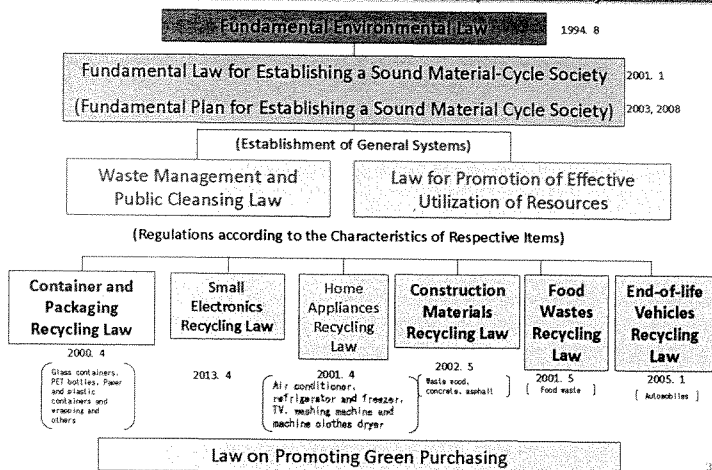 Fundamental Environmental Law
1994. 8
Fundamental Law for Establishing a Sound Material-Cycle Society
2001. 1
(Fundamental Plan for Establishing a Sound Material Cycle Society)
2003, 2008
(Establishment of General Systems)
Waste Management and
Public Cleansing Law
Law for Promotion of Effective
Utilization of Resources
(Regulations according to the Characteristics of Respective Items)
Container and
Packaging
Recycling Law
2000. 4
Glass containers,
PET bottles, Paper
and plastic
containers and
wrapping and
others
Small
Electronics
Recycling Law
2013. 4
Home
Appliances
Recycling
Law
2001. 4
Air conditioner,
refrigerator and freezer,
TV, washing machine and
machine clothes dryer
Construction
Materials
Recycling Law
2002. 5
Waste wood,
concrete, asphalt
Food
Wastes
Recycling
Law
2001. 5
[ Food waste ]
End-of-life
Vehicles
Recycling
Law
2005. 1
[ Automobiles ]
Law on Promoting Green Purchasing